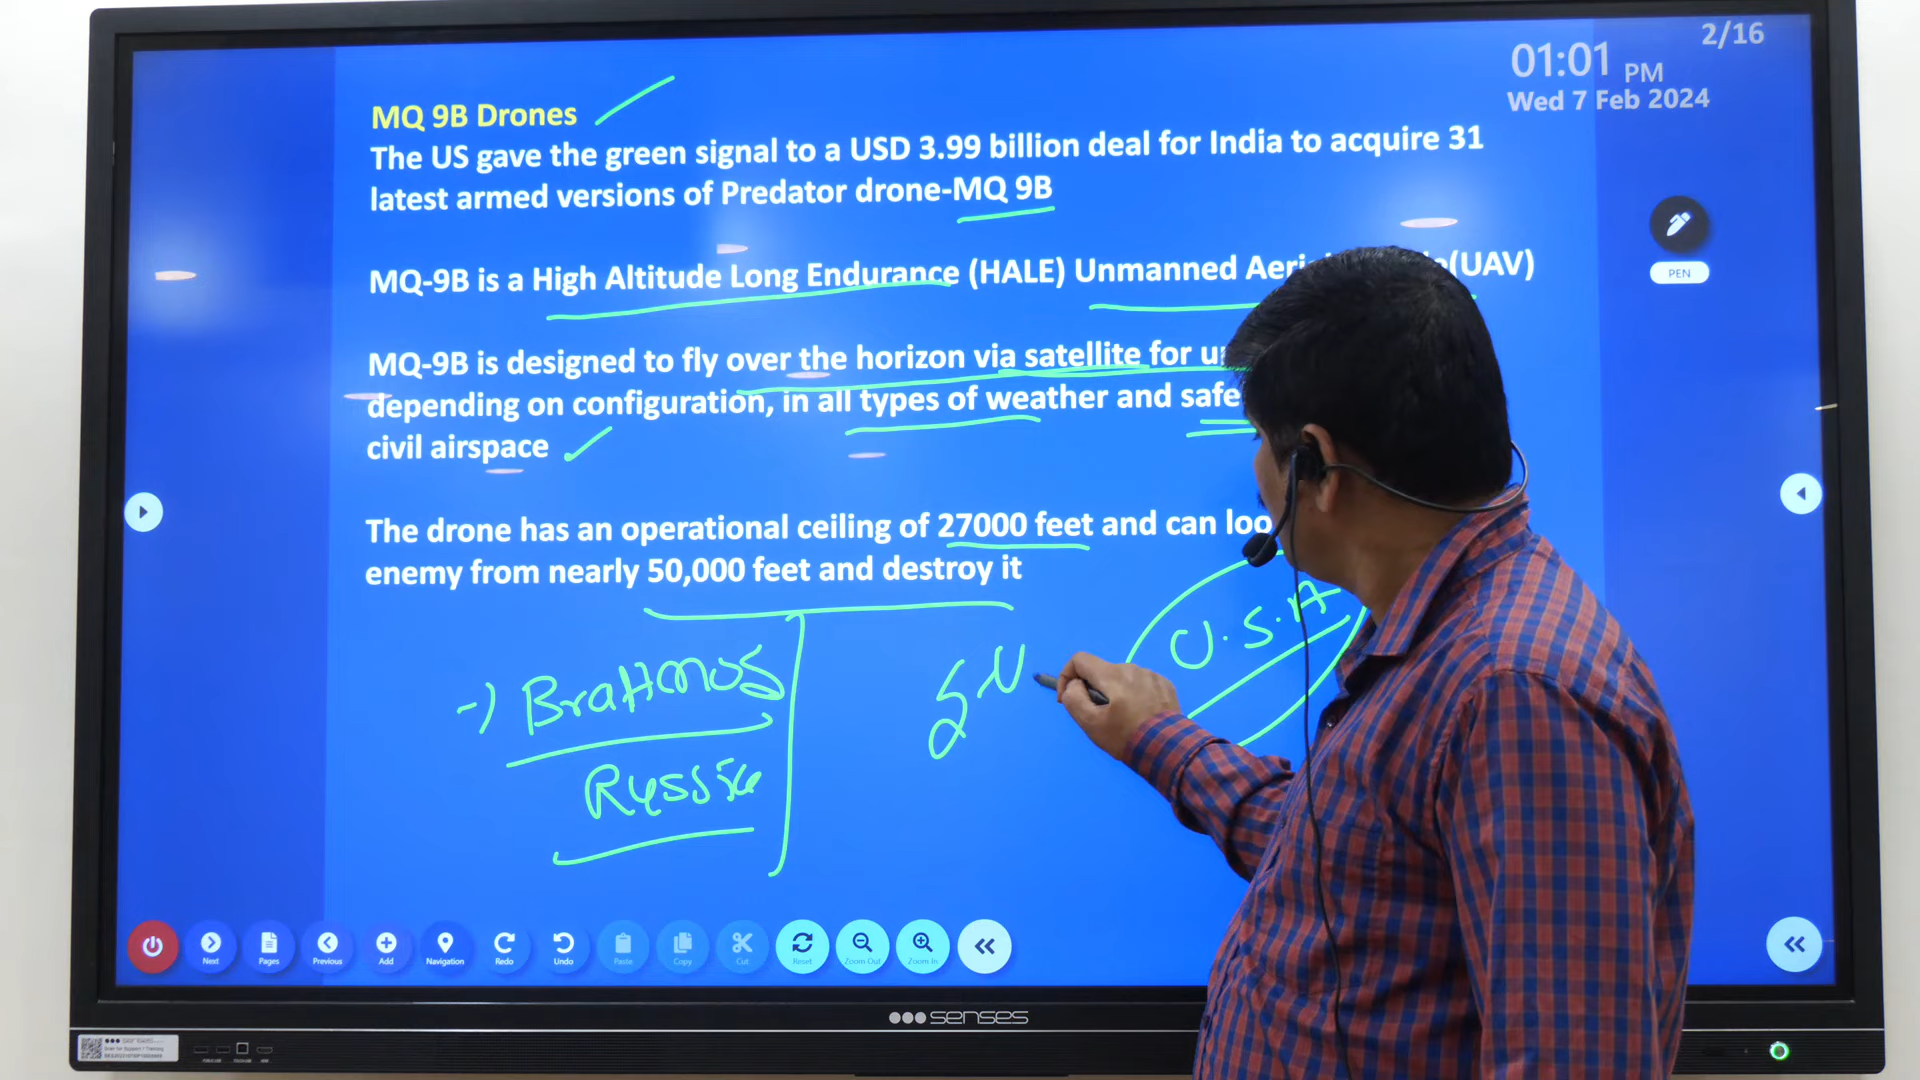 2/16
01:01 PM
Wed 7 Feb 2024
MQ 9B Drones
The US gave the green signal to a USD 3.99 billion deal for India to acquire 31
latest armed versions of Predator drone-MQ 9B
MQ-9B is a High Altitude Long Endurance (HALE) Unmanned (UAV)
MQ-9B is designed to fly over the horizon via satellite for
depending on configuration, in all types of weather and
civil airspace
The drone has an operational ceiling of 27000 feet and can
enemy from nearly 50,000 feet and destroy it
PEN
U.S.A
BraHmos
Russia
Next
Pages
Previous
Add
Navigation
Redo
Undo
Paste
Copy
Cut
Reset
Zoom Out
Zoom In
senses